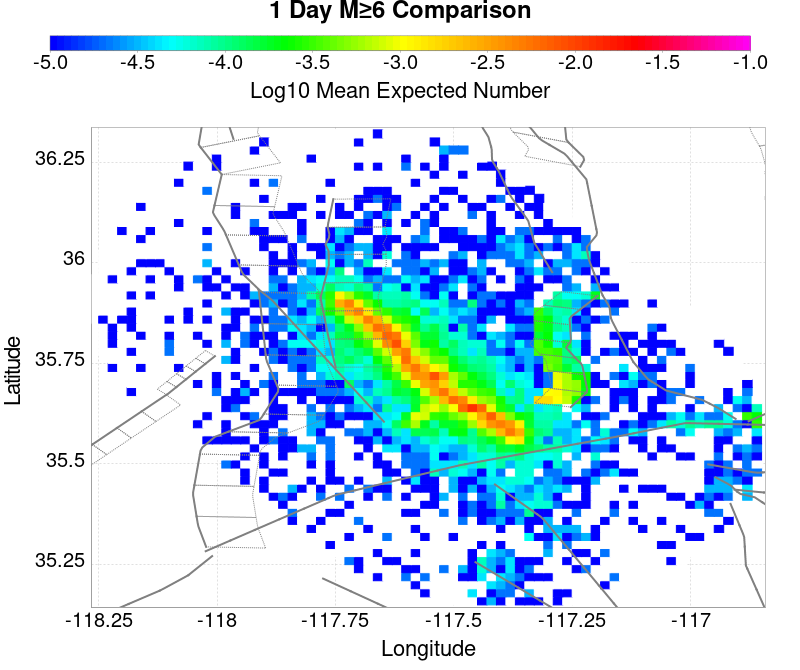 1 Day M≥6 Comparison
-5.0 -4.5 -4.0 -3.5 -3.0 -2.5 -2.0 -1.5 -1.0
Log10 Mean Expected Number
36.25
36
35.75
35.5
35.25
Latitude
-118.25 -118 -117.75 -117.5 -117.25 -117
Longitude